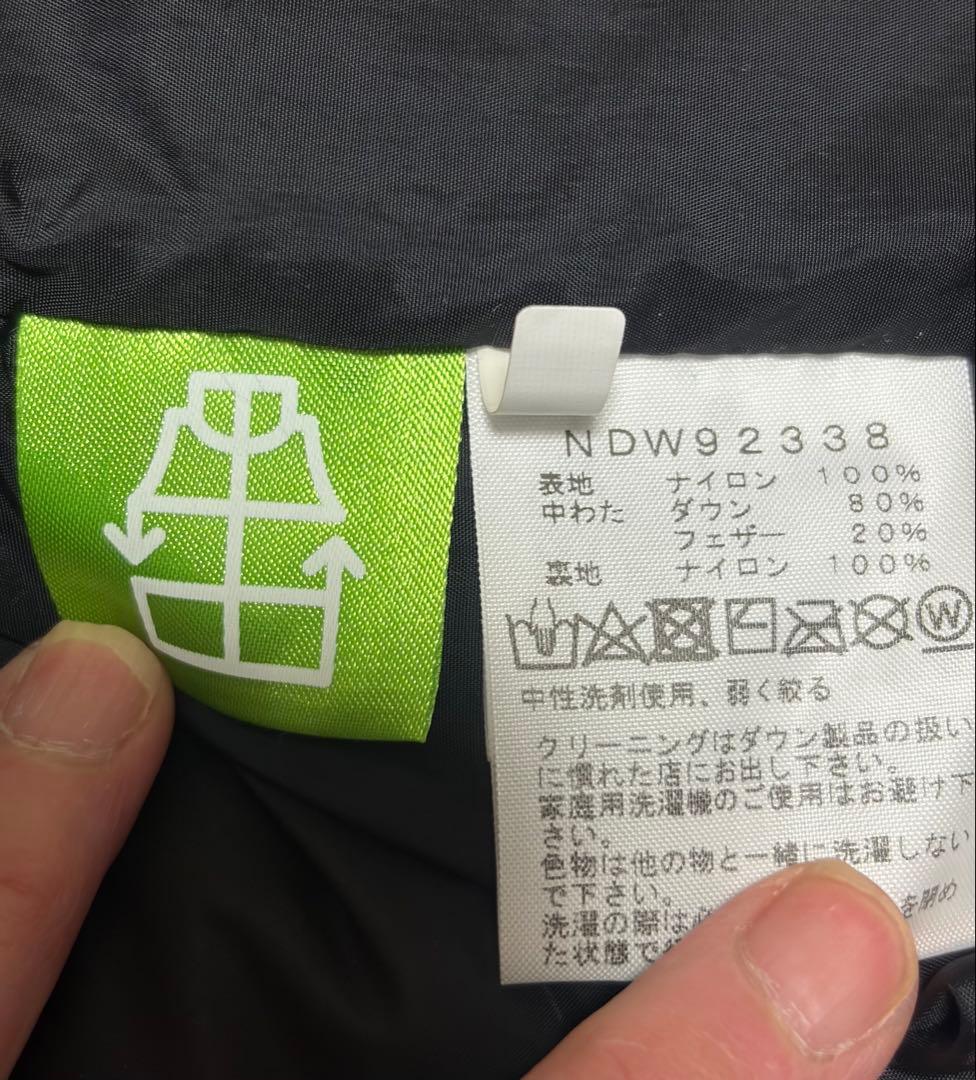 NDW92338
表地 ナイロン 100%
中わた ダウン 80%
フェザー 20%
裏地 ナイロン 100%
W
中性洗剤使用、弱く絞る
クリーニングはダウン製品の扱い
に慣れた店にお出し下さい。
家庭用洗濯機のご使用はお避け下
さい。
色物は他の物と一緒に洗濯しない
で下さい。
洗濯の際は を閉め
た状態で